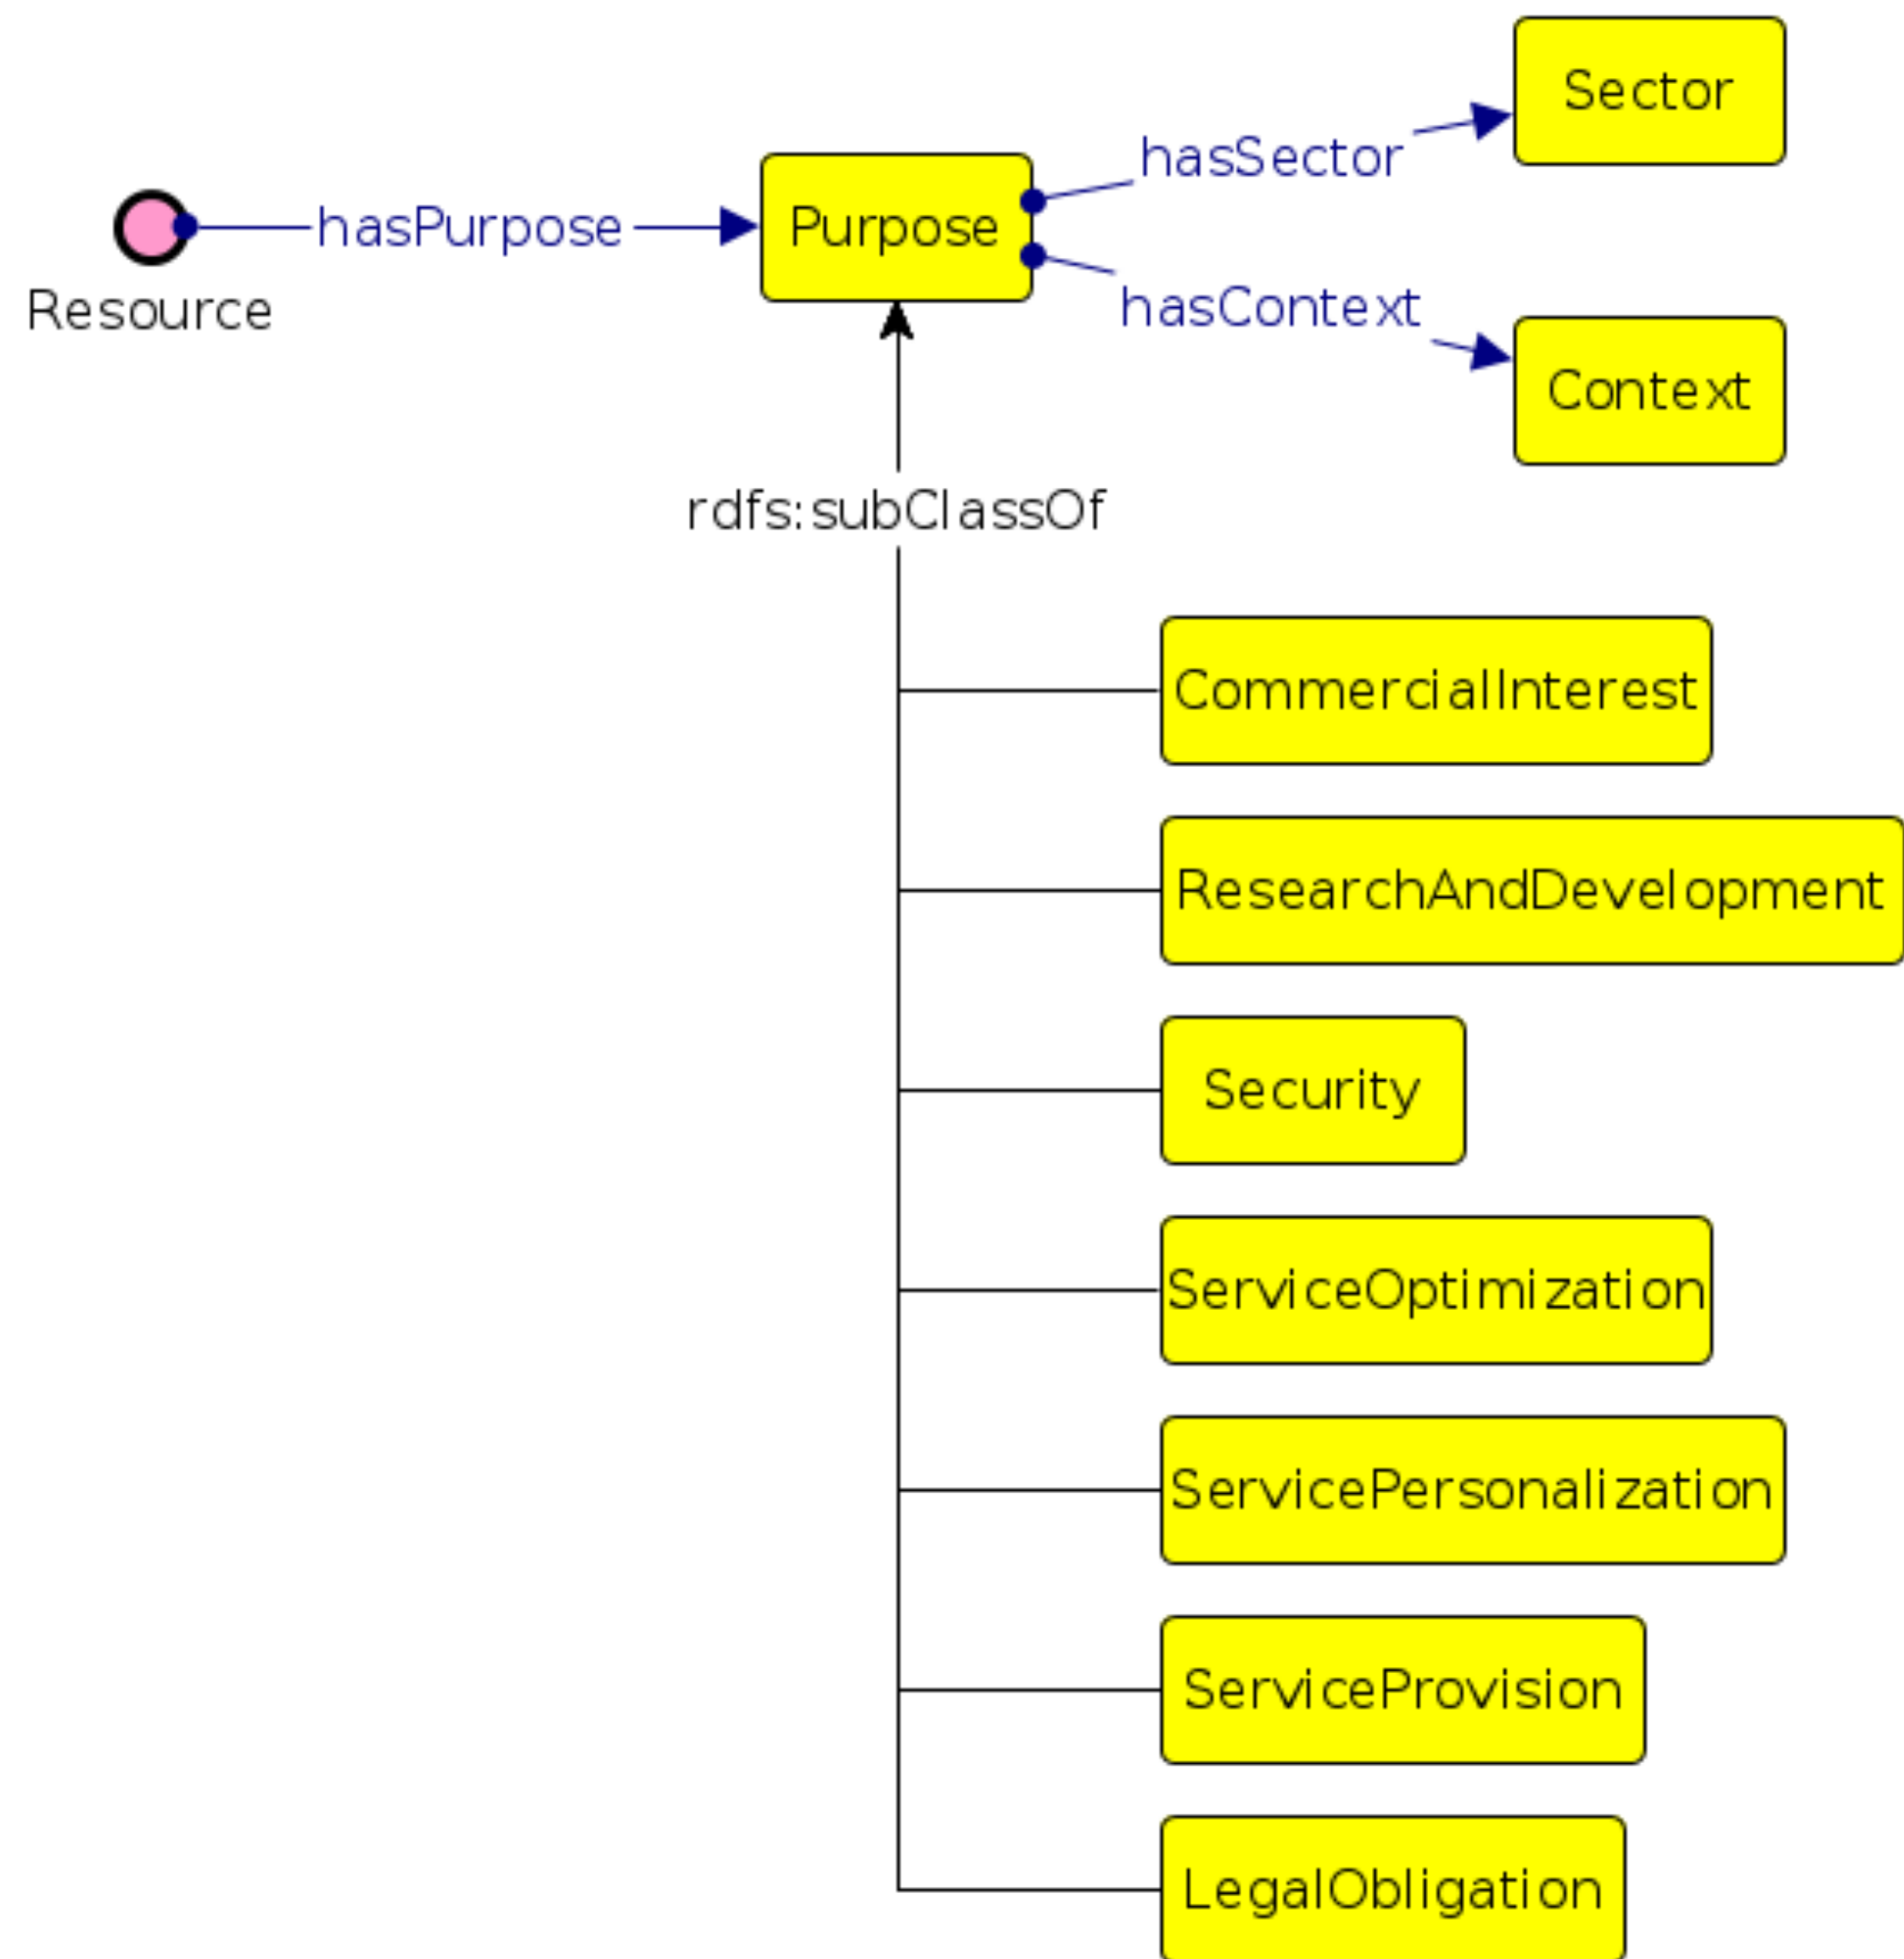 Sector
hasSector
hasPurpose
Purpose
Resource
hasContext
Context
rdfs:subClassOf
CommercialInterest
ResearchAndDevelopment
Security
ServiceOptimization
ServicePersonalization
ServiceProvision
LegalObligation